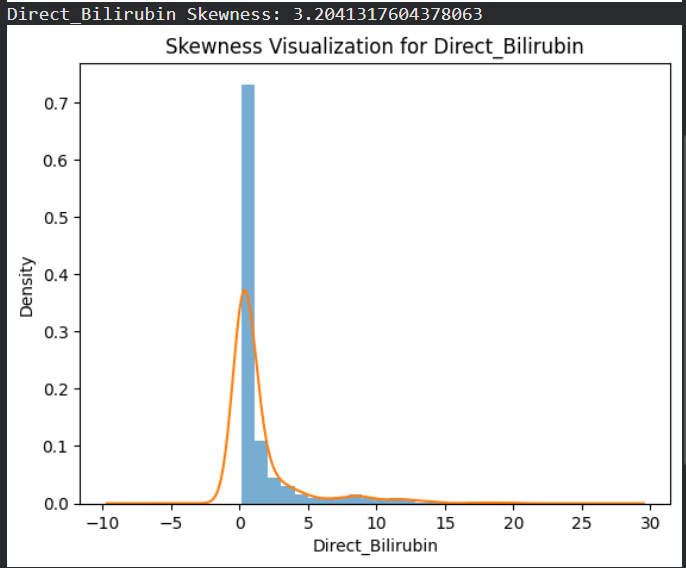 Direct_Bilirubin Skewness: 3.2041317604378063
Skewness Visualization for Direct_Bilirubin
0.7
0.6
0.5
0.4
0.3
0.2
0.1
0.0
Density
−10 −5 0 5 10 15 20 25 30
Direct_Bilirubin